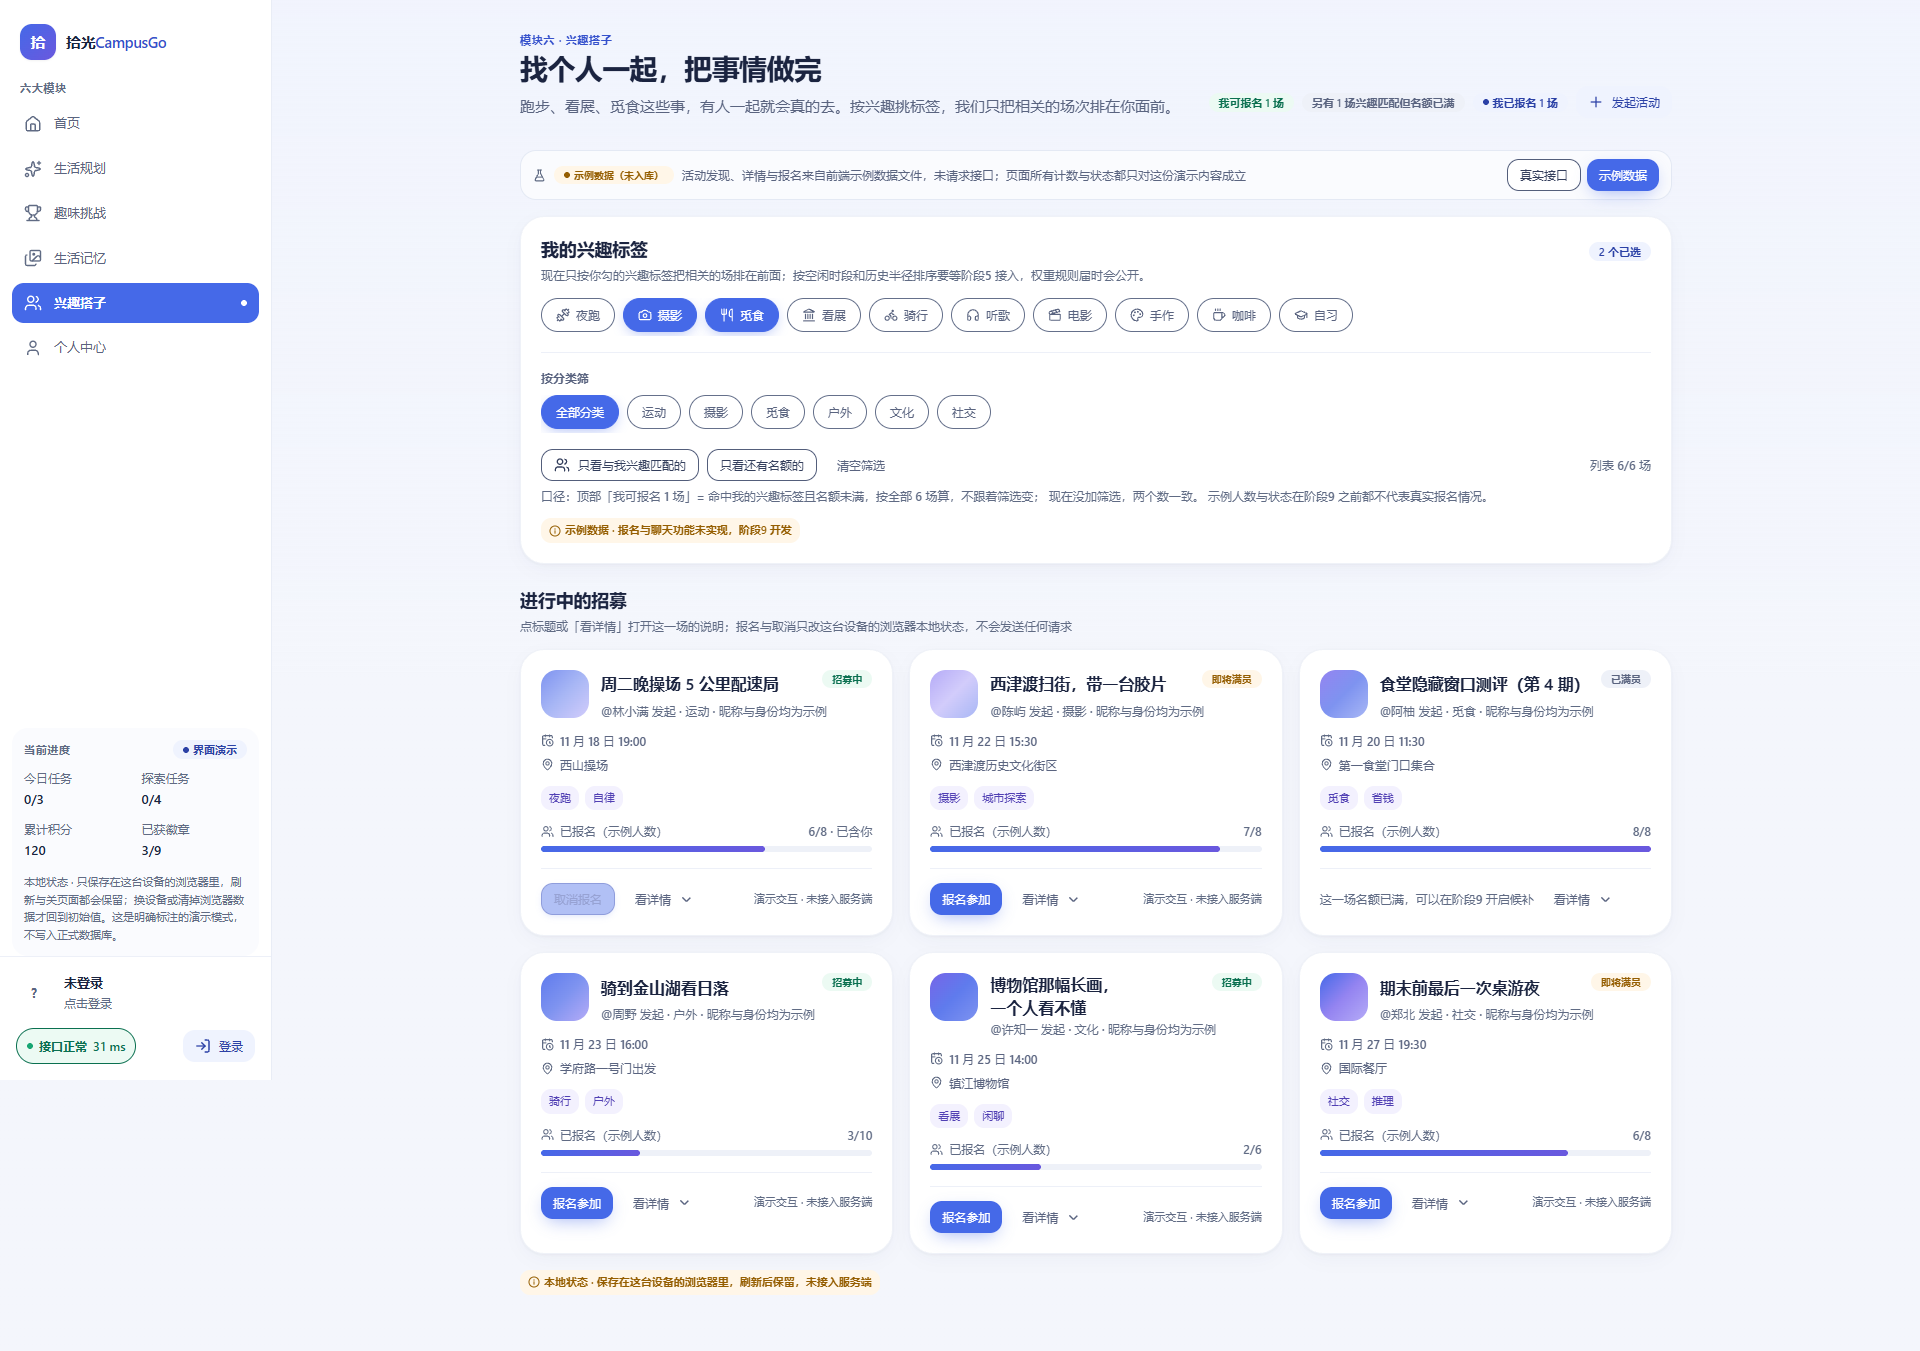 拾
拾光CampusGo
六大模块
首页
生活规划
趣味挑战
生活记忆
兴趣搭子
个人中心
当前进度
界面演示
今日任务
探索任务
0/3
0/4
累计积分
已获徽章
120
3/9
本地状态 · 只保存在这台设备的浏览器里，刷
新与关页面都会保留；换设备或清掉浏览器数
据才回到初始值。这是明确标注的演示模式，
不写入正式数据库。
?
未登录
点击登录
接口正常 31 ms
登录
模块六 · 兴趣搭子
找个人一起，把事情做完
跑步、看展、觅食这些事，有人一起就会真的去。按兴趣挑标签，我们只把相关的场次排在你面前。
我可报名 1 场
另有 1 场兴趣匹配但名额已满
我已报名 1 场
发起活动
示例数据（未入库）
活动发现、详情与报名来自前端示例数据文件，未请求接口；页面所有计数与状态都只对这份演示内容成立
真实接口
示例数据
我的兴趣标签
2 个已选
现在只按你勾的兴趣标签把相关的场排在前面；按空闲时段和历史半径排序要等阶段5 接入，权重规则届时会公开。
夜跑
摄影
觅食
看展
骑行
听歌
电影
手作
咖啡
自习
按分类筛
全部分类
运动
摄影
觅食
户外
文化
社交
只看与我兴趣匹配的
只看还有名额的
清空筛选
列表 6/6 场
口径：顶部「我可报名 1 场」= 命中我的兴趣标签且名额未满，按全部 6 场算，不跟着筛选变； 现在没加筛选，两个数一致。 示例人数与状态在阶段9 之前都不代表真实报名情况。
示例数据 · 报名与聊天功能未实现，阶段9 开发
进行中的招募
点标题或「看详情」打开这一场的说明；报名与取消只改这台设备的浏览器本地状态，不会发送任何请求
周二晚操场 5 公里配速局
招募中
@林小满 发起 · 运动 · 昵称与身份均为示例
11 月 18 日 19:00
西山操场
夜跑
自律
已报名（示例人数）
6/8 · 已含你
取消报名
看详情
演示交互 · 未接入服务端
西津渡扫街，带一台胶片
即将满员
@陈屿 发起 · 摄影 · 昵称与身份均为示例
11 月 22 日 15:30
西津渡历史文化街区
摄影
城市探索
已报名（示例人数）
7/8
报名参加
看详情
演示交互 · 未接入服务端
食堂隐藏窗口测评（第 4 期）
已满员
@阿柚 发起 · 觅食 · 昵称与身份均为示例
11 月 20 日 11:30
第一食堂门口集合
觅食
省钱
已报名（示例人数）
8/8
这一场名额已满，可以在阶段9 开启候补
看详情
骑到金山湖看日落
招募中
@周野 发起 · 户外 · 昵称与身份均为示例
11 月 23 日 16:00
学府路一号门出发
骑行
户外
已报名（示例人数）
3/10
报名参加
看详情
演示交互 · 未接入服务端
博物馆那幅长画，
一个人看不懂
招募中
@许知一 发起 · 文化 · 昵称与身份均为示例
11 月 25 日 14:00
镇江博物馆
看展
闲聊
已报名（示例人数）
2/6
报名参加
看详情
演示交互 · 未接入服务端
期末前最后一次桌游夜
即将满员
@郑北 发起 · 社交 · 昵称与身份均为示例
11 月 27 日 19:30
国际餐厅
社交
推理
已报名（示例人数）
6/8
报名参加
看详情
演示交互 · 未接入服务端
本地状态 · 保存在这台设备的浏览器里，刷新后保留，未接入服务端